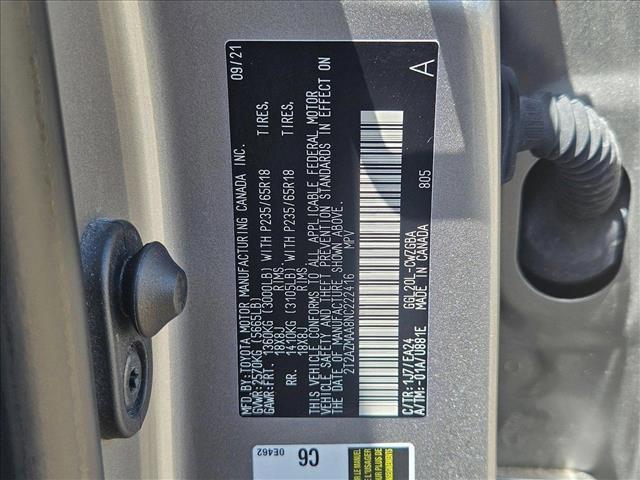 MFD.BY:TOYOTA MOTOR MANUFACTURING CANADA INC. 09/21
GVWR:2570KG (5665LB)
GAWR:FRT. 1360KG (3000LB) WITH P235/65R18 TIRES,
18X8J RIMS
RR. 1410KG (3105LB) WITH P235/65R18 TIRES,
18X8J RIMS
THIS VEHICLE CONFORMS TO ALL APPLICABLE FEDERAL MOTOR
VEHICLE SAFETY, AND THEFT PREVENTION STANDARDS IN EFFECT ON
THE DATE OF MANUFACTURE SHOWN ABOVE.
2T2AZMAA8NC222416 MPV
C/TR:1J7/EA24 GGL20L-CWZGBA 805 A
A/TM:-01A/U881E MADE IN CANADA
0E462
C6